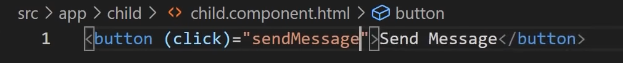 src > app > child > child.component.html > button
1 <button (click)="sendMessage">Send Message</button>